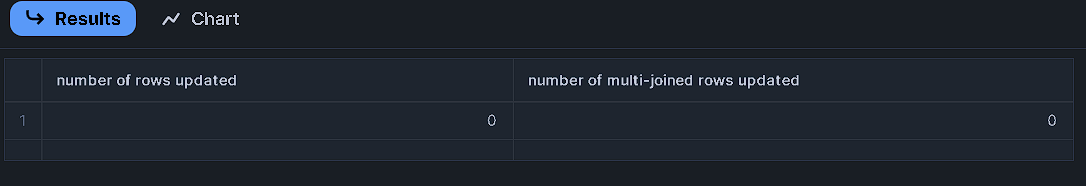 Results Chart
number of rows updated number of multi-joined rows updated
1 0 0